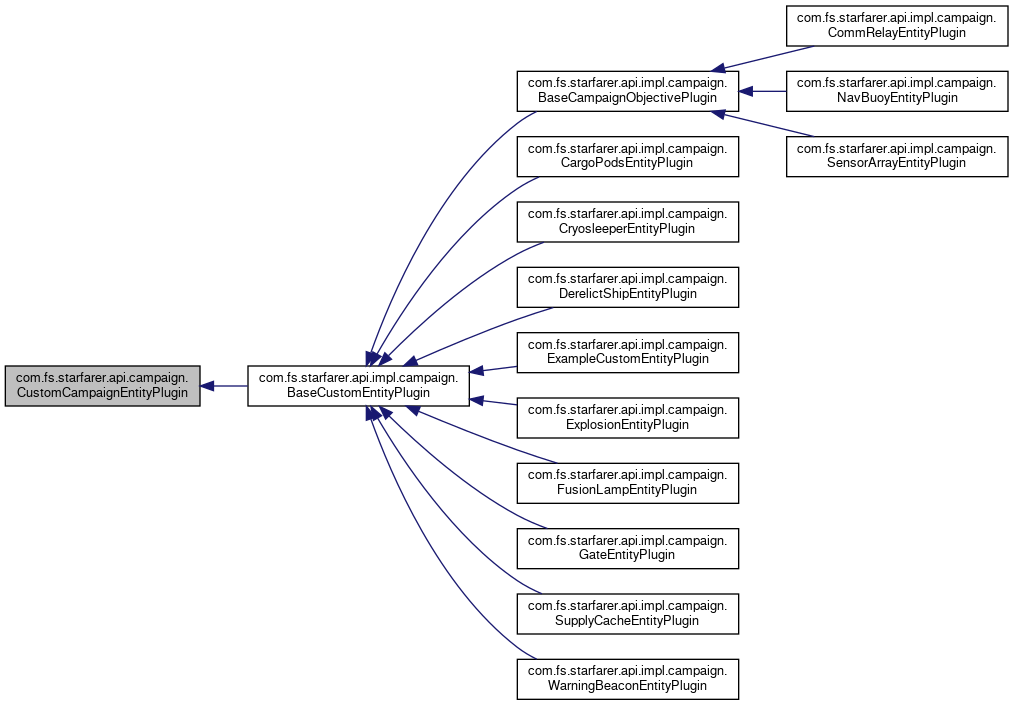 com.fs.starfarer.api.campaign.
CustomCampaignEntityPlugin
com.fs.starfarer.api.impl.campaign.
BaseCustomEntityPlugin
com.fs.starfarer.api.impl.campaign.
BaseCampaignObjectivePlugin
com.fs.starfarer.api.impl.campaign.
CargoPodsEntityPlugin
com.fs.starfarer.api.impl.campaign.
CryosleeperEntityPlugin
com.fs.starfarer.api.impl.campaign.
DerelictShipEntityPlugin
com.fs.starfarer.api.impl.campaign.
ExampleCustomEntityPlugin
com.fs.starfarer.api.impl.campaign.
ExplosionEntityPlugin
com.fs.starfarer.api.impl.campaign.
FusionLampEntityPlugin
com.fs.starfarer.api.impl.campaign.
GateEntityPlugin
com.fs.starfarer.api.impl.campaign.
SupplyCacheEntityPlugin
com.fs.starfarer.api.impl.campaign.
WarningBeaconEntityPlugin
com.fs.starfarer.api.impl.campaign.
CommRelayEntityPlugin
com.fs.starfarer.api.impl.campaign.
NavBuoyEntityPlugin
com.fs.starfarer.api.impl.campaign.
SensorArrayEntityPlugin